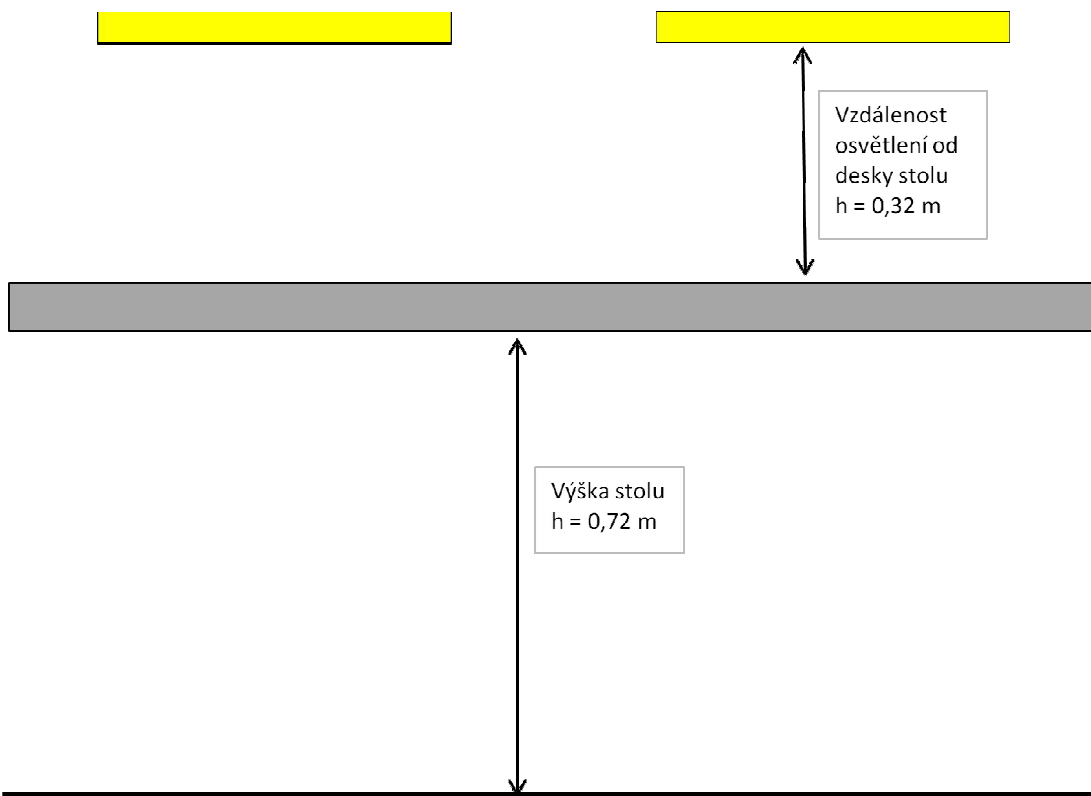 Vzdálenost
osvětlení od
desky stolu
h = 0,32 m
Výška stolu
h = 0,72 m